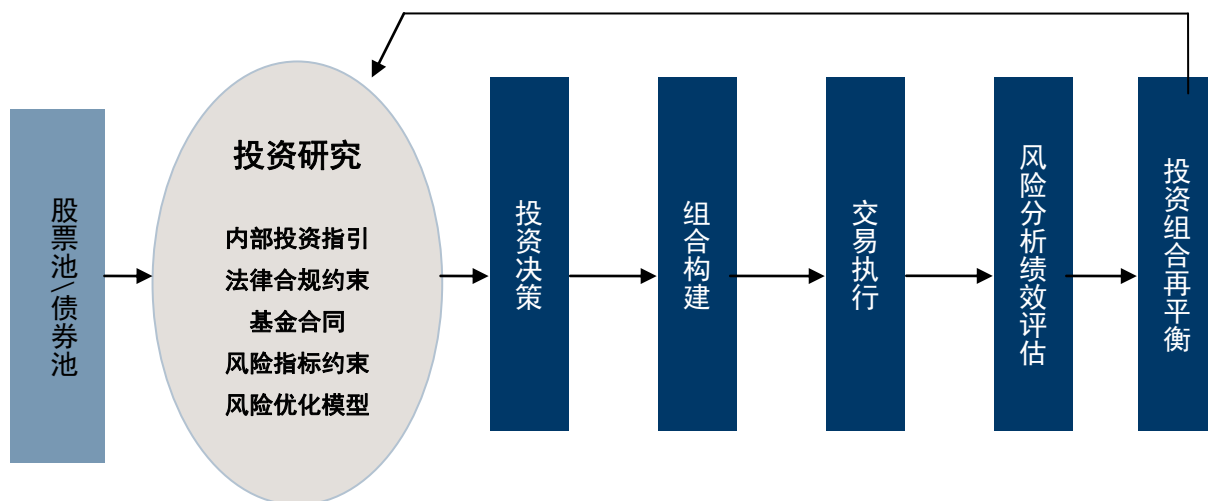 股票池\债券池
投资研究
内部投资指引
法律合规约束
基金合同
风险指标约束
风险优化模型
投资决策
组合构建
交易执行
风险分析绩效评估
投资组合再平衡